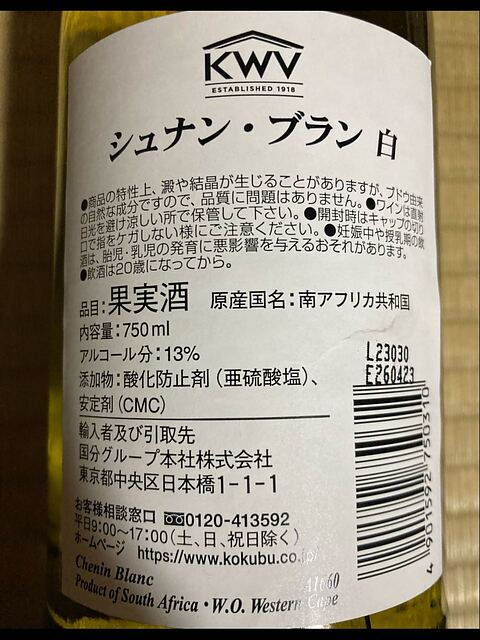 KWV
ESTABLISHED 1918
シュナン・ブラン 白
●商品の特性上、澱や結晶が生じることがありますが、ブドウ由来
の自然な成分ですので、品質に問題はありません。●ワインは直射
日光を避け涼しい所で保管して下さい。●開封時はキャップの切り
口で指をケガしない様にご注意ください。●妊娠中や授乳期の飲
酒は、胎児・乳児の発育に悪影響を与えるおそれがあります。
●飲酒は20歳になってから。
品目:果実酒 原産国名:南アフリカ共和国
内容量:750ml
アルコール分:13%
添加物:酸化防止剤(亜硫酸塩)、
安定剤(CMC)
L23030
E260423
輸入者及び引取先
国分グループ本社株式会社
東京都中央区日本橋1-1-1
お客様相談窓口 0120-413592
平日9:00〜17:00(土、日、祝日除く)
ホームページ https://www.kokubu.co.jp/
4 901592 750310
Chenin Blanc
A1660
Product of South Africa • W.O. Western Cape